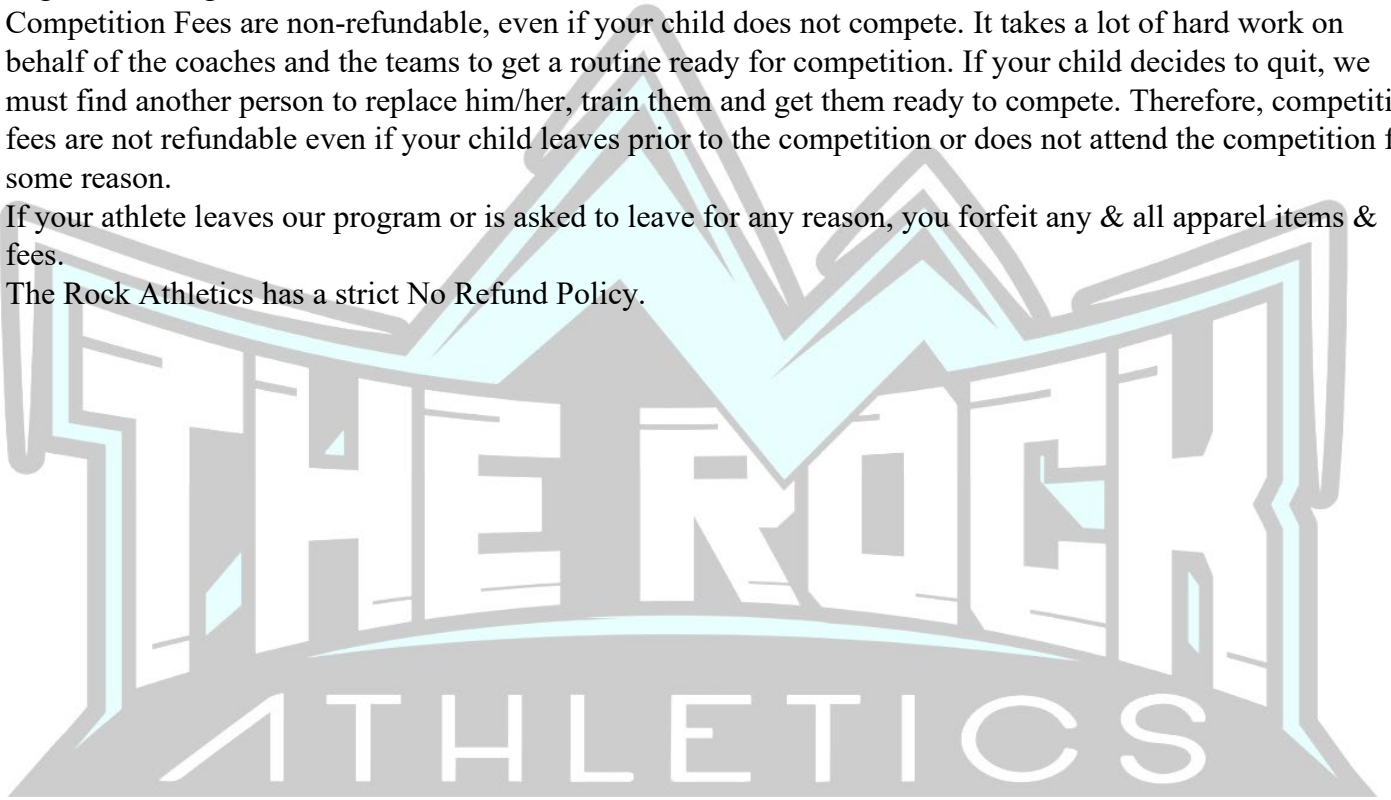 Competition Fees are non-refundable, even if your child does not compete. It takes a lot of hard work on
behalf of the coaches and the teams to get a routine ready for competition. If your child decides to quit, we
must find another person to replace him/her, train them and get them ready to compete. Therefore, competiti
fees are not refundable even if your child leaves prior to the competition or does not attend the competition f
some reason.
If your athlete leaves our program or is asked to leave for any reason, you forfeit any & all apparel items &
fees.
The Rock Athletics has a strict No Refund Policy.
THE ROCK
ATHLETICS